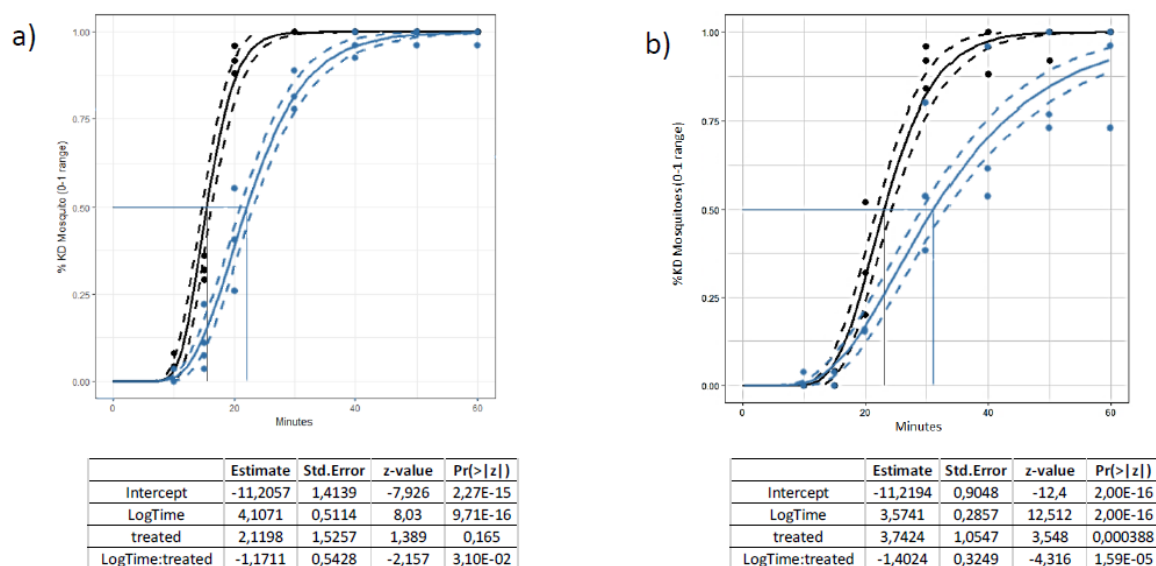 a)
% KD Mosquito (0-1 range)
1.00
0.75
0.50
0.25
0.00
0 20 40 60
Minutes
b)
%KD Mosquitoes(0-1 range)
1.00
0.75
0.50
0.25
0.00
0 20 40 60
Minutes
Estimate Std.Error z-value Pr(>|z|)
Intercept -11,2057 1,4139 -7,926 2,27E-15
LogTime 4,1071 0,5114 8,03 9,71E-16
treated 2,1198 1,5257 1,389 0,165
LogTime:treated -1,1711 0,5428 -2,157 3,10E-02
Estimate Std.Error z-value Pr(>|z|)
Intercept -11,2194 0,9048 -12,4 2,00E-16
LogTime 3,5741 0,2857 12,512 2,00E-16
treated 3,7424 1,0547 3,548 0,000388
LogTime:treated -1,4024 0,3249 -4,316 1,59E-05